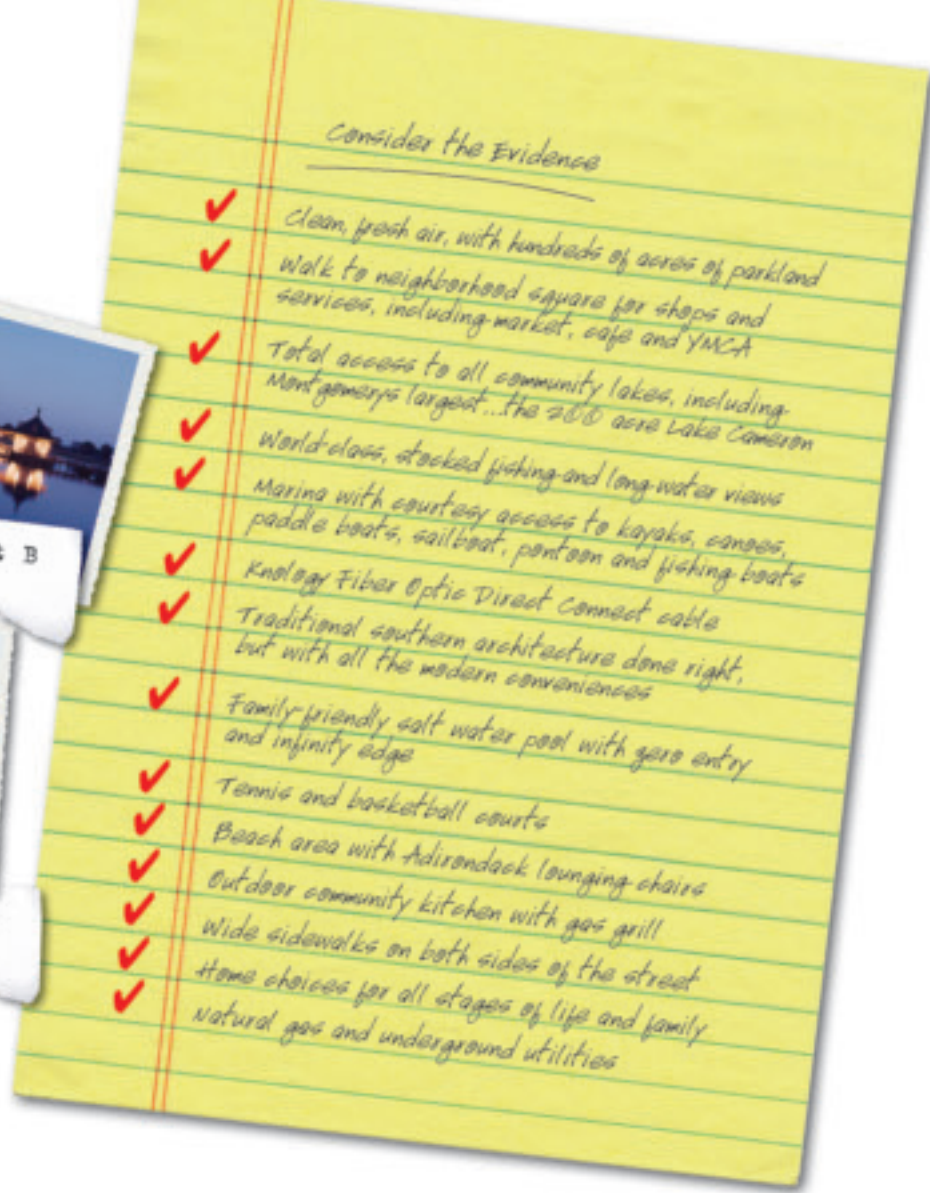 Consider the Evidence
Clean, fresh air, with hundreds of acres of parkland
Walk to neighborhood square for shops and
services, including market, cafe and YMCA
Total access to all community lakes, including
Montgomerys largest...the 200 acre Lake Cameron
World-class, stocked fishing and long-water views
Marina with courtesy access to kayaks, canoes,
paddle boats, sailboat, pontoon and fishing boats
Knology Fiber Optic Direct Connect cable
Traditional southern architecture done right,
but with all the modern conveniences
Family-friendly salt water pool with zero entry
and infinity edge
Tennis and basketball courts
Beach area with Adirondack lounging chairs
Outdoor community kitchen with gas grill
Wide sidewalks on both sides of the street
Home choices for all stages of life and family
Natural gas and underground utilities
B